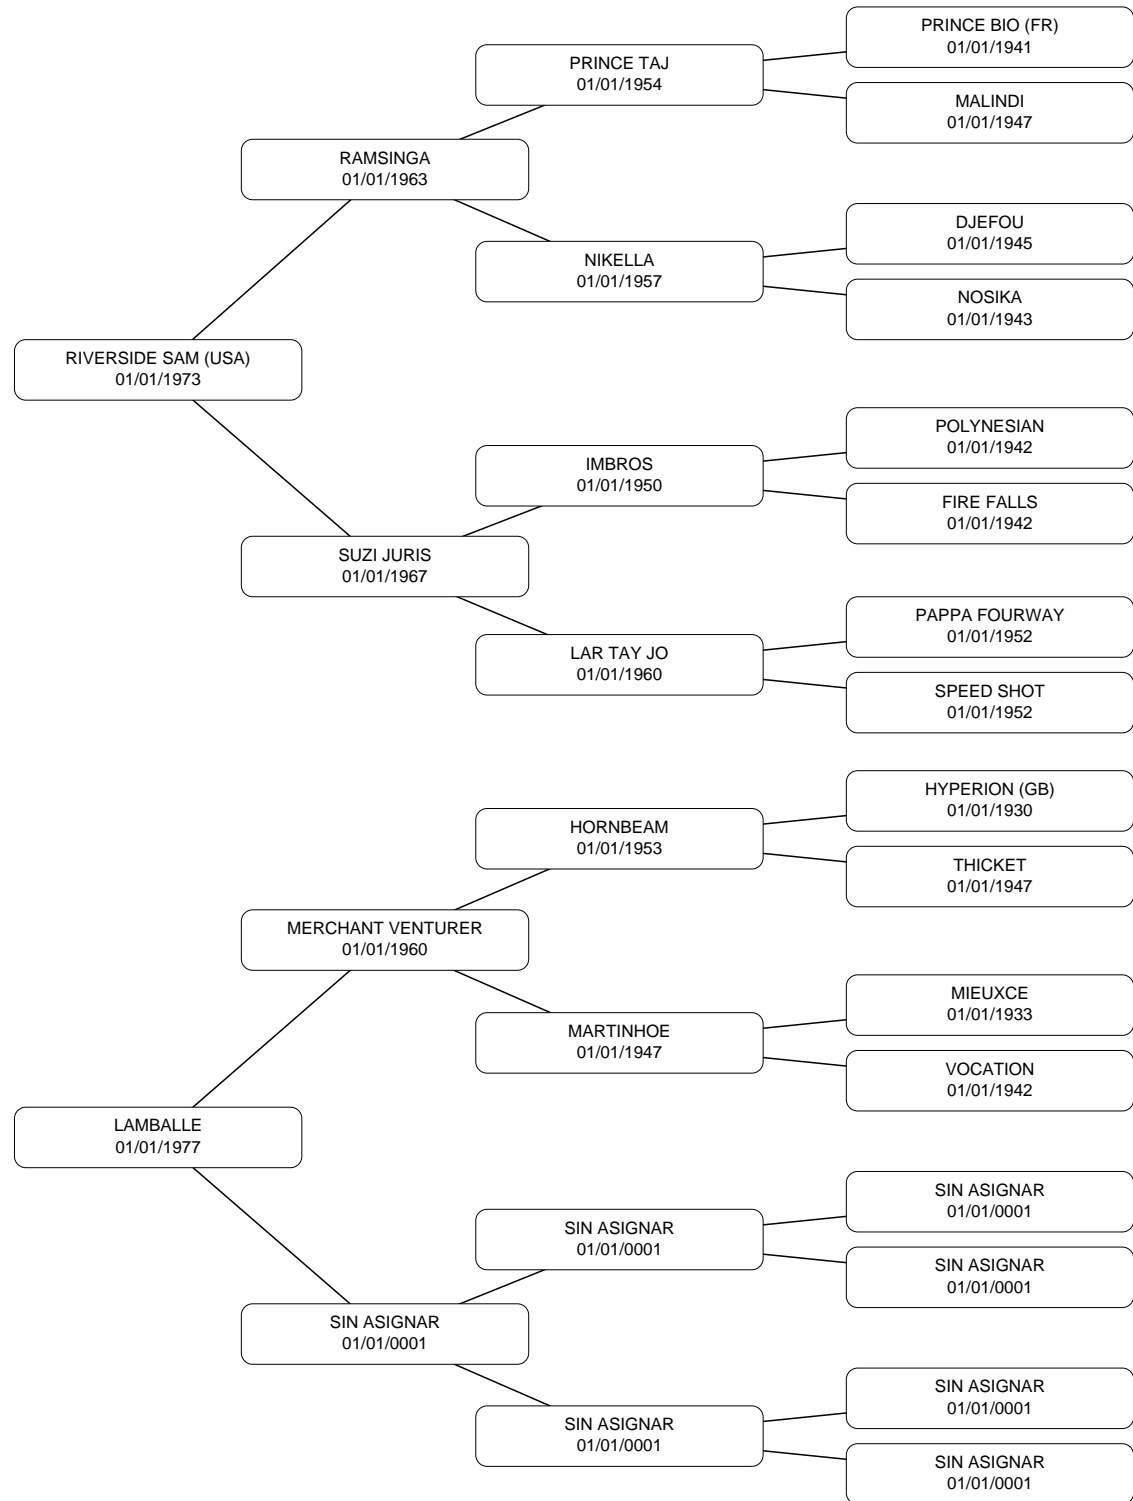 PRINCE BIO (FR)
01/01/1941
PRINCE TAJ
01/01/1954
MALINDI
01/01/1947
RAMSINGA
01/01/1963
DJEFOU
01/01/1945
NIKELLA
01/01/1957
NOSIKA
01/01/1943
RIVERSIDE SAM (USA)
01/01/1973
POLYNESIAN
01/01/1942
IMBROS
01/01/1950
FIRE FALLS
01/01/1942
SUZI JURIS
01/01/1967
PAPPA FOURWAY
01/01/1952
LAR TAY JO
01/01/1960
SPEED SHOT
01/01/1952
HYPERION (GB)
01/01/1930
HORNBEAM
01/01/1953
THICKET
01/01/1947
MERCHANT VENTURER
01/01/1960
MIEUXCE
01/01/1933
MARTINHOE
01/01/1947
VOCATION
01/01/1942
LAMBALLE
01/01/1977
SIN ASIGNAR
01/01/0001
SIN ASIGNAR
01/01/0001
SIN ASIGNAR
01/01/0001
SIN ASIGNAR
01/01/0001
SIN ASIGNAR
01/01/0001
SIN ASIGNAR
01/01/0001
SIN ASIGNAR
01/01/0001